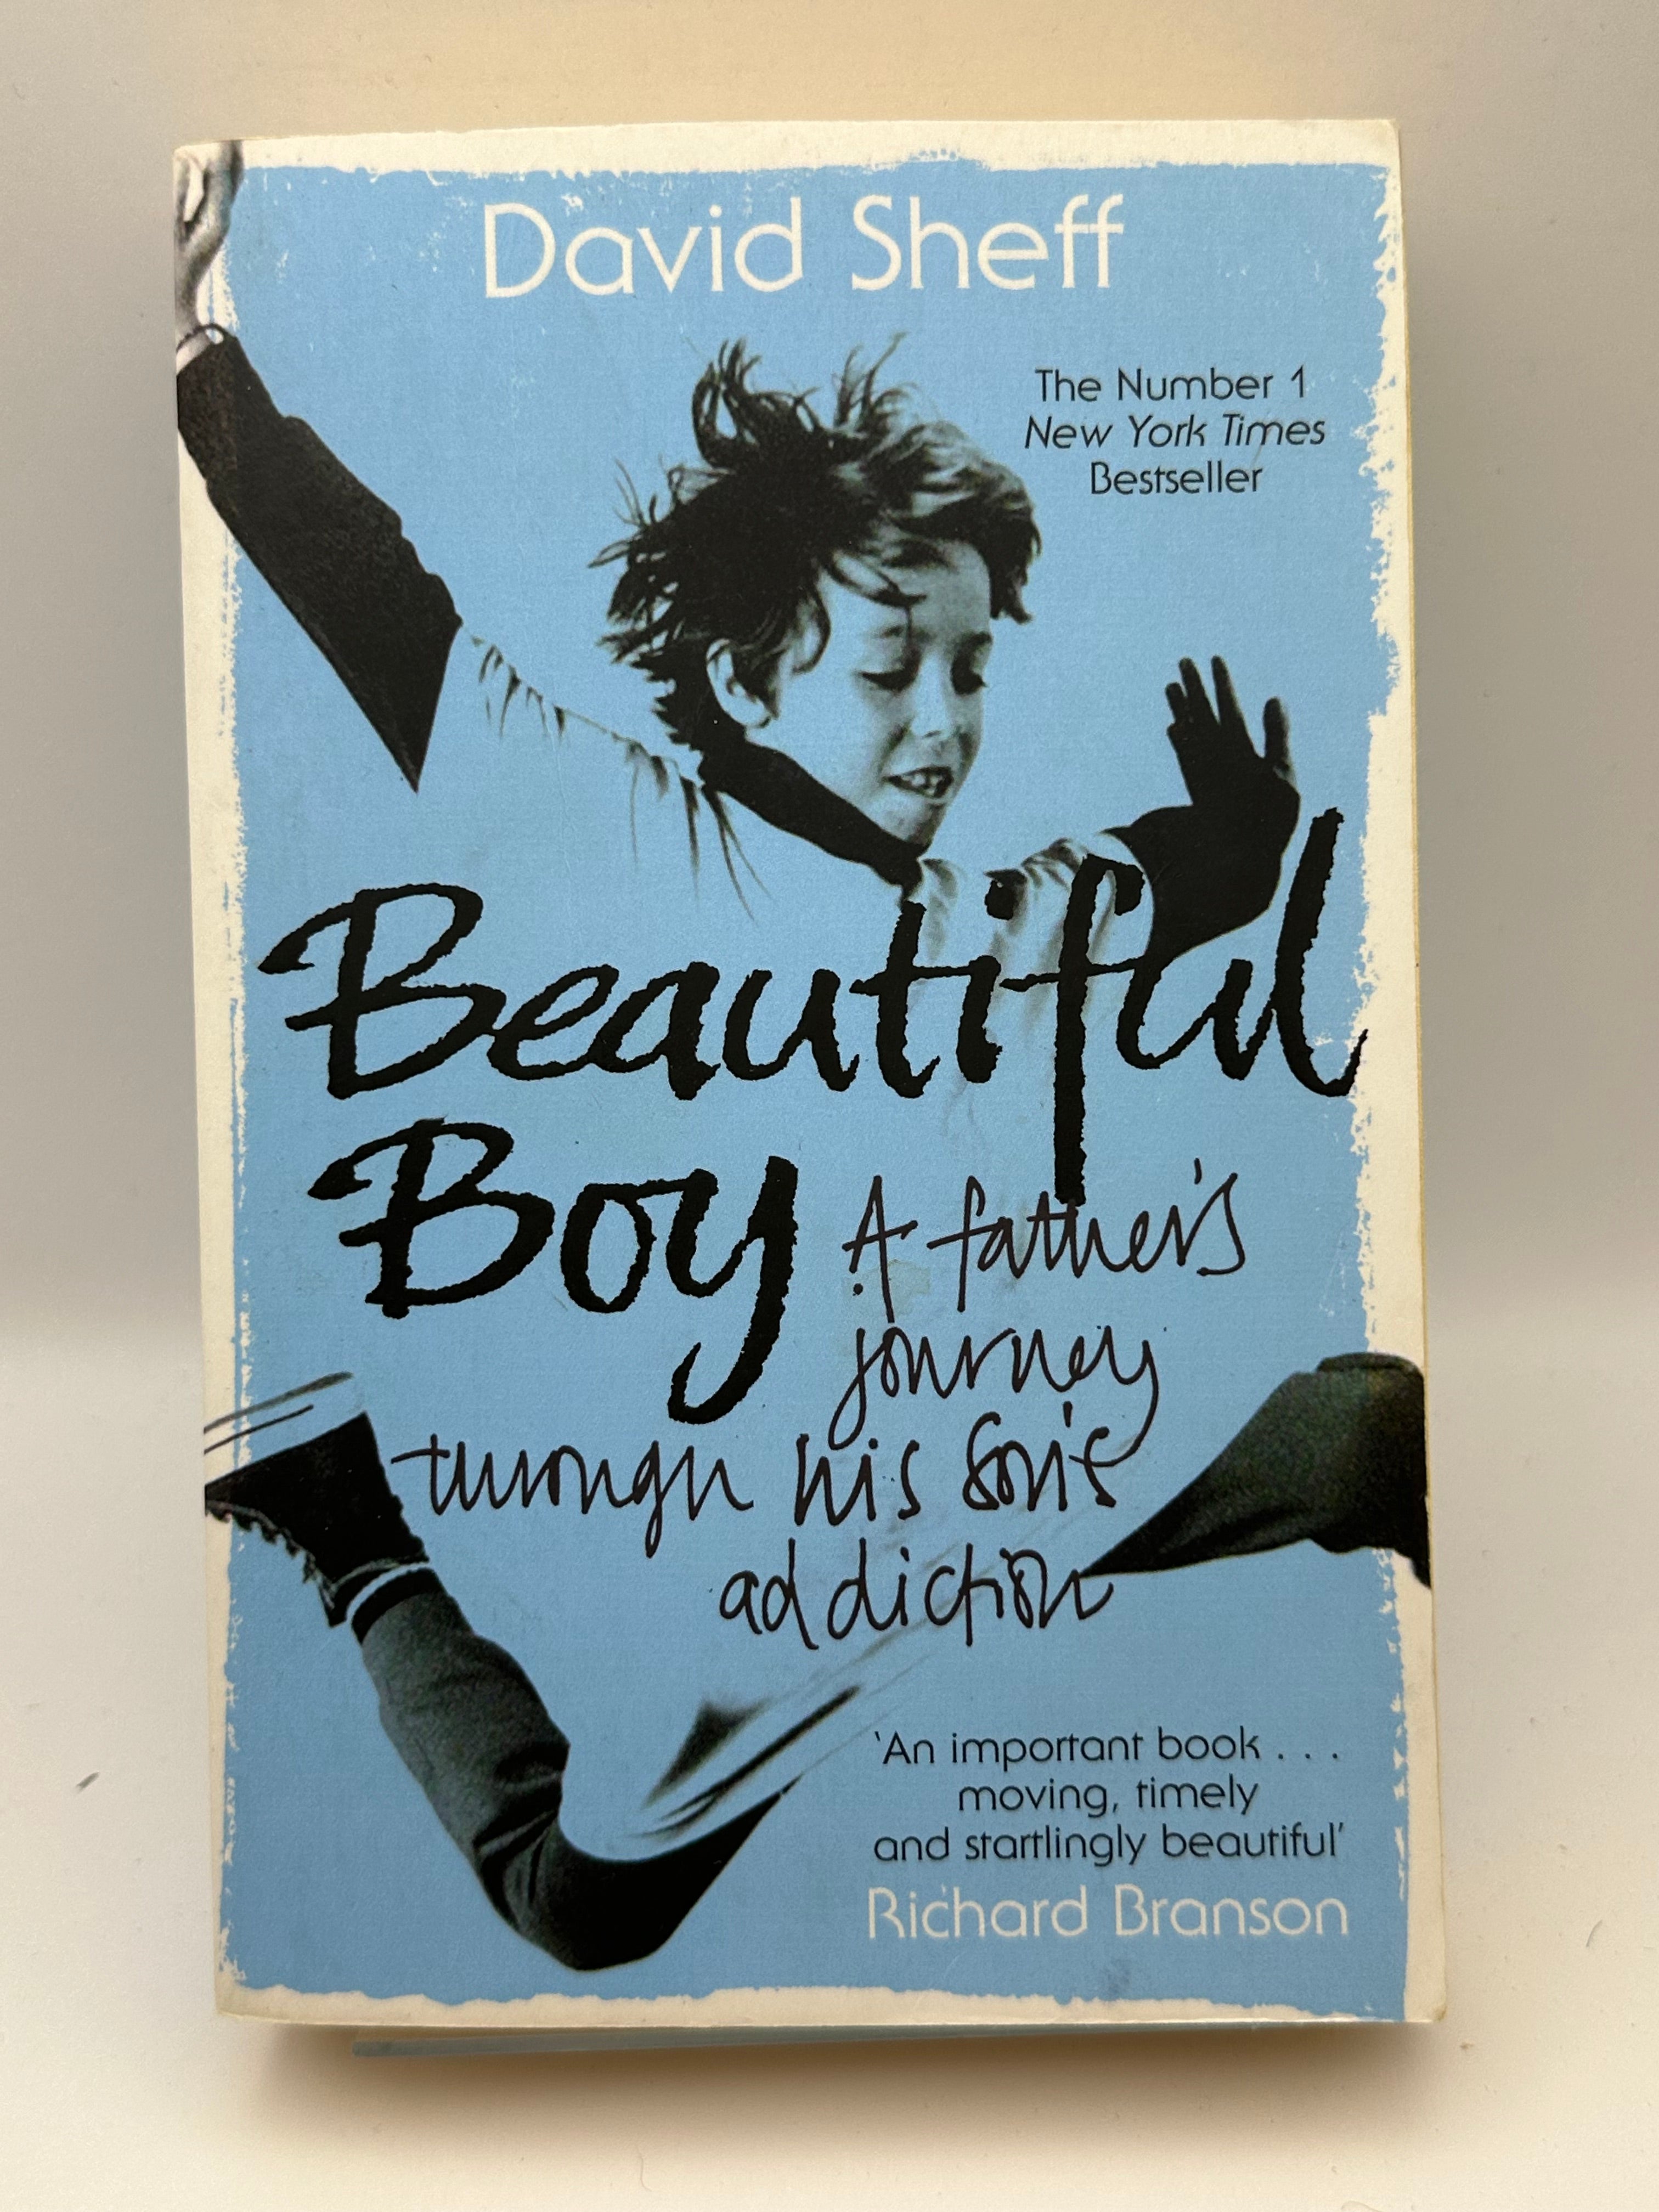 David Sheff
The Number 1
New York Times
Bestseller
Beautiful
Boy A father's
journey
through his son's
addiction
'An important book . . .
moving, timely
and startlingly beautiful'
Richard Branson